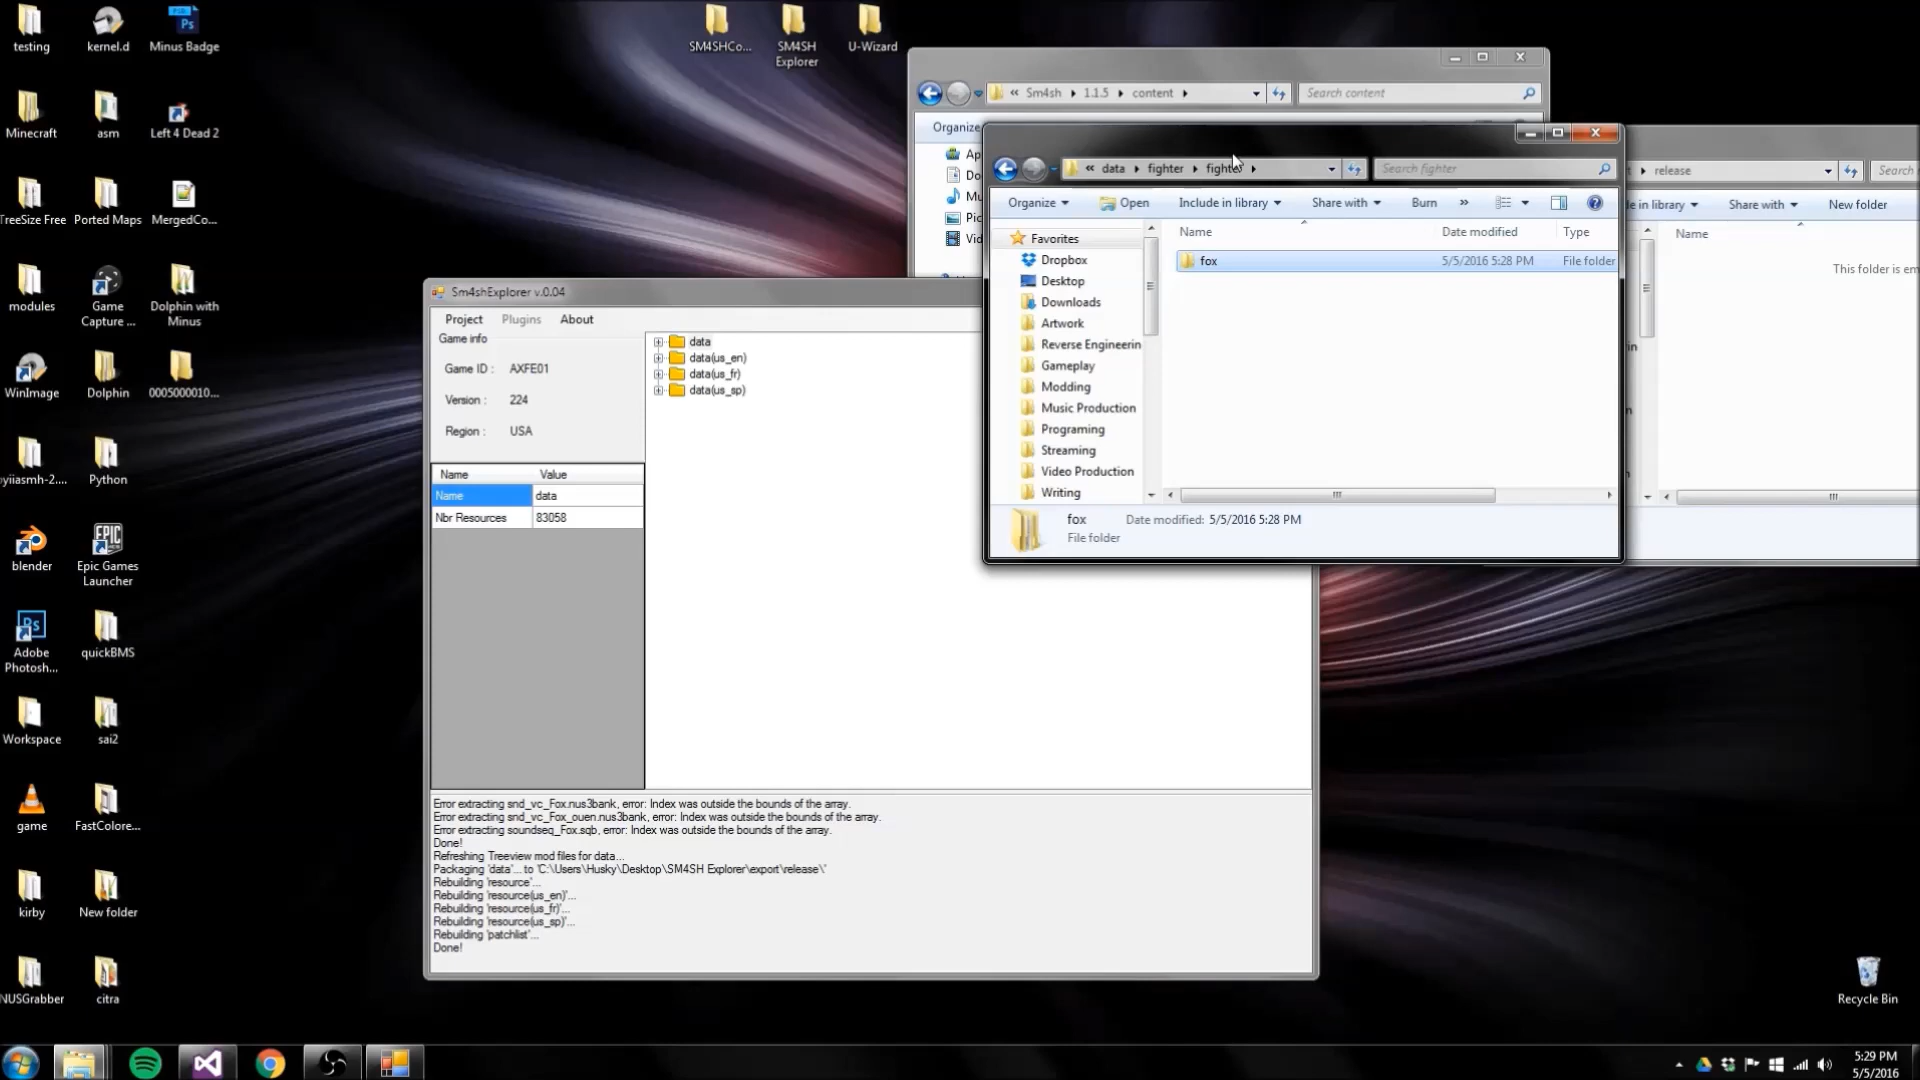 testing
kernel.d
Minus Badge
SM4SHCo...
SM4SH
Explorer
U-Wizard
Minecraft
asm
Left 4 Dead 2
TreeSize Free
Ported Maps
MergedCo...
modules
Game
Capture ...
Dolphin with
Minus
WinImage
Dolphin
0005000010...
yiiasmh-2....
Python
blender
Epic Games
Launcher
Adobe
Photosh...
quickBMS
Workspace
sai2
game
FastColore...
kirby
New folder
NUSGrabber
citra
Recycle Bin
« Sm4sh 1.1.5 content
Search content
Organize
« data fighter fighter
Search fighter
Organize Open Include in library Share with Burn »
Name Date modified Type
Favorites
Dropbox
Desktop
Downloads
Artwork
Reverse Engineerin
Gameplay
Modding
Music Production
Programing
Streaming
Video Production
Writing
fox 5/5/2016 5:28 PM File folder
fox Date modified: 5/5/2016 5:28 PM
File folder
release
Search
e in library Share with New folder
Name
This folder is em
Sm4shExplorer v.0.04
Project Plugins About
Game info
Game ID : AXFE01
Version : 224
Region : USA
Name Value
Name data
Nbr Resources 83058
data
data(us_en)
data(us_fr)
data(us_sp)
Error extracting snd_vc_Fox.nus3bank, error: Index was outside the bounds of the array.
Error extracting snd_vc_Fox_ouen.nus3bank, error: Index was outside the bounds of the array.
Error extracting soundseq_Fox.sqb, error: Index was outside the bounds of the array.
Done!
Refreshing Treeview mod files for data...
Packaging 'data'... to 'C:\Users\Husky\Desktop\SM4SH Explorer\export\release\'
Rebuilding 'resource'...
Rebuilding 'resource(us_en)'...
Rebuilding 'resource(us_fr)'...
Rebuilding 'resource(us_sp)'...
Rebuilding 'patchlist'...
Done!
5:29 PM
5/5/2016